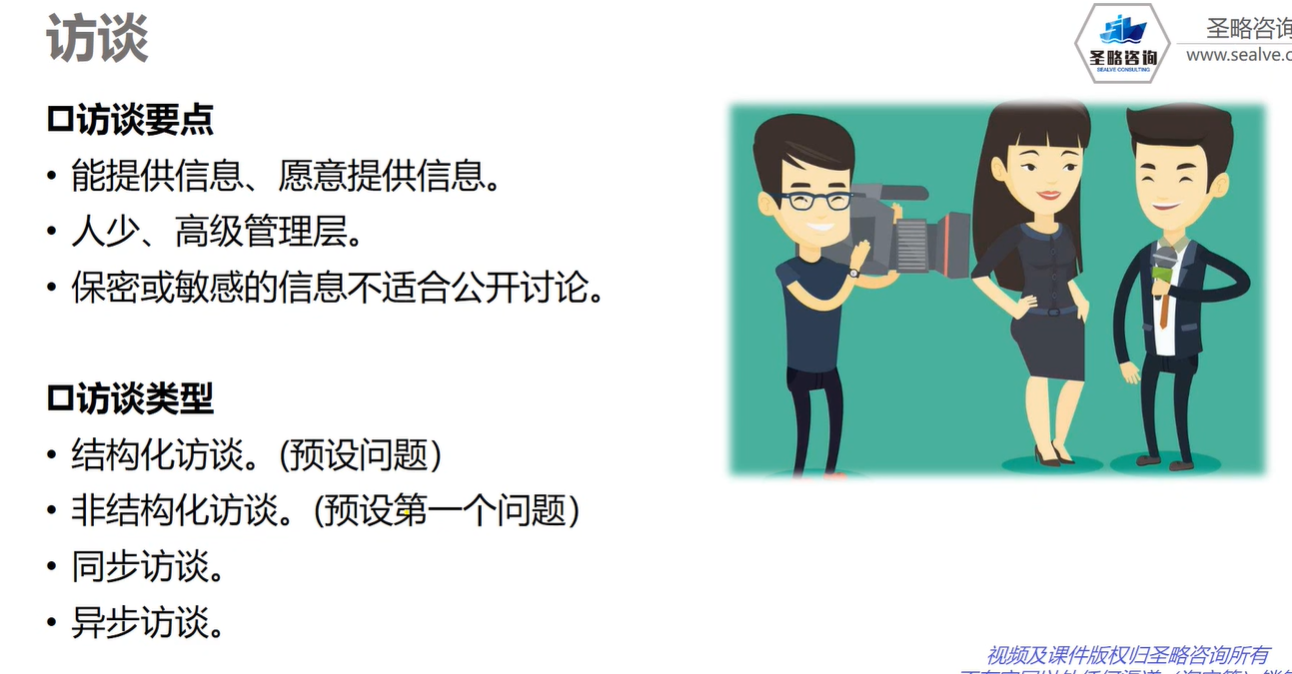 访谈
圣略咨询
SEALVE CONSULTING
圣略咨询
www.sealve.c
口访谈要点
• 能提供信息、愿意提供信息。
• 人少、高级管理层。
• 保密或敏感的信息不适合公开讨论。
口访谈类型
• 结构化访谈。(预设问题)
• 非结构化访谈。(预设第一个问题)
• 同步访谈。
• 异步访谈。
视频及课件版权归圣略咨询所有